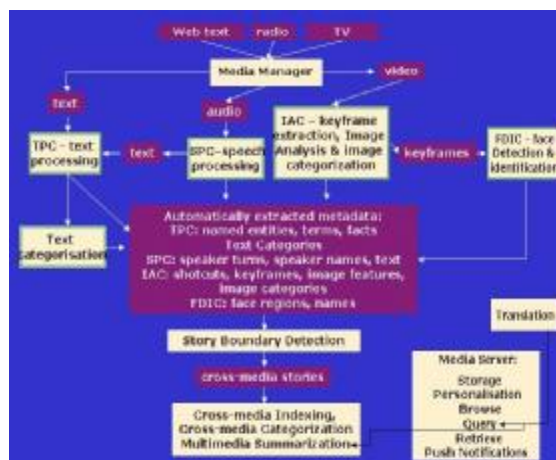 Web text
radio
TV
Media Manager
video
text
audio
IAC - keyframe
extraction, Image
Analysis & image
categorization
keyframes
FDIC - face
Detection &
identification
TPC - text
processing
text
SPC-speech
processing
Text
categorisation
Automatically extracted metadata:
TPC: named entities, terms, facts
Text Categories
SPC: speaker turns, speaker names, text
IAC: shotcuts, keyframes, image features,
image categories
FDIC: face regions, names
Translation
Story Boundary Detection
cross-media stories
Cross-media Indexing,
Cross-media Categorization
Multimedia Summarization
Media Server:
Storage
Personalisation
Browse
Query
Retrieve
Push Notifications